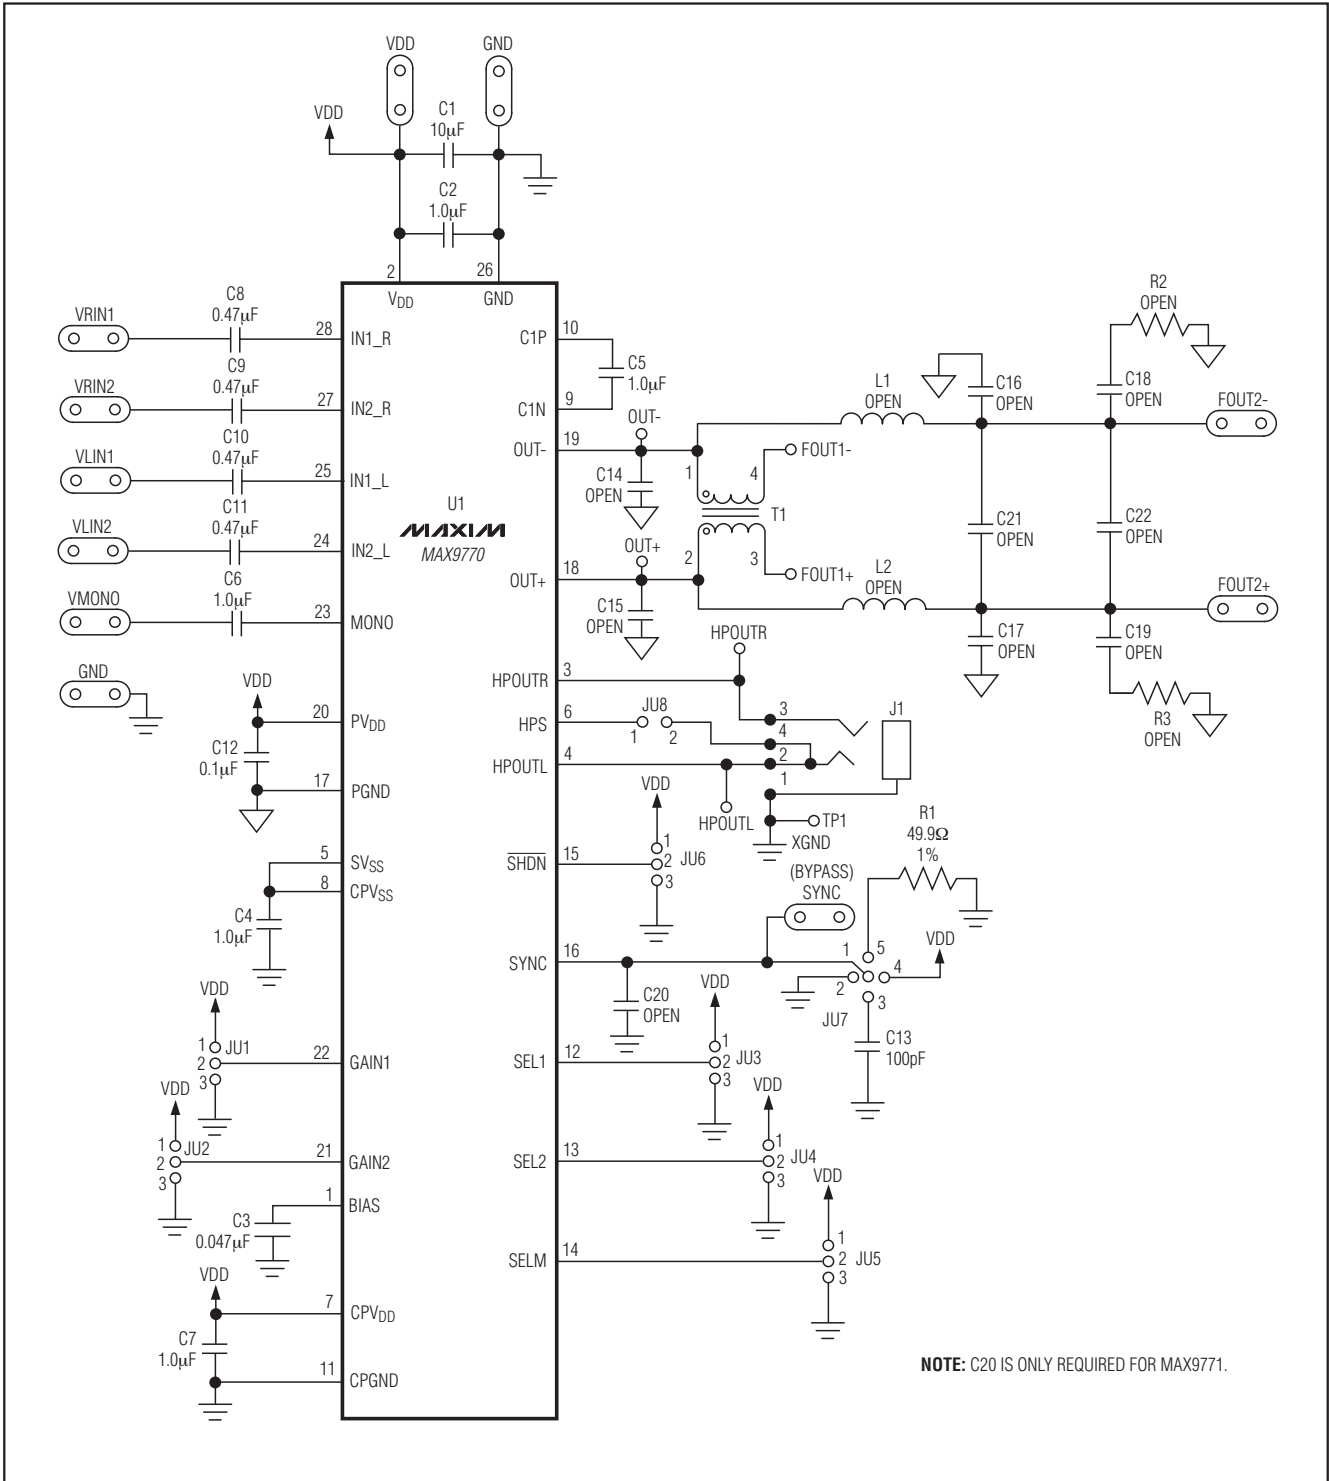 VDD
GND
VDD
C1
10µF
C2
1.0µF
2
26
VDD
GND
VRIN1
C8
0.47µF
28
IN1_R
VRIN2
C9
0.47µF
27
IN2_R
VLIN1
C10
0.47µF
25
IN1_L
VLIN2
C11
0.47µF
24
IN2_L
VMONO
C6
1.0µF
23
MONO
GND
VDD
20
PVDD
C12
0.1µF
17
PGND
5
SVSS
8
CPVSS
C4
1.0µF
VDD
1
2
3
JU1
22
GAIN1
VDD
1
2
3
JU2
21
GAIN2
1
BIAS
C3
0.047µF
VDD
7
CPVDD
C7
1.0µF
11
CPGND
U1
MAXIM
MAX9770
C1P
10
C5
1.0µF
C1N
9
OUT-
OUT-
19
C14
OPEN
1
4
FOUT1-
T1
OUT+
OUT+
18
2
3
FOUT1+
C15
OPEN
L1
OPEN
L2
OPEN
C16
OPEN
C18
OPEN
R2
OPEN
FOUT2-
C21
OPEN
C22
OPEN
FOUT2+
C17
OPEN
C19
OPEN
R3
OPEN
HPOUTR
HPOUTR
3
HPS
6
JU8
1
2
HPOUTL
4
HPOUTL
3
4
2
1
J1
TP1
XGND
VDD
SHDN
15
1
2
3
JU6
(BYPASS)
SYNC
R1
49.9Ω
1%
SYNC
16
C20
OPEN
1
5
4
2
3
JU7
VDD
C13
100pF
VDD
SEL1
12
1
2
3
JU3
VDD
SEL2
13
1
2
3
JU4
VDD
SELM
14
1
2
3
JU5
NOTE: C20 IS ONLY REQUIRED FOR MAX9771.